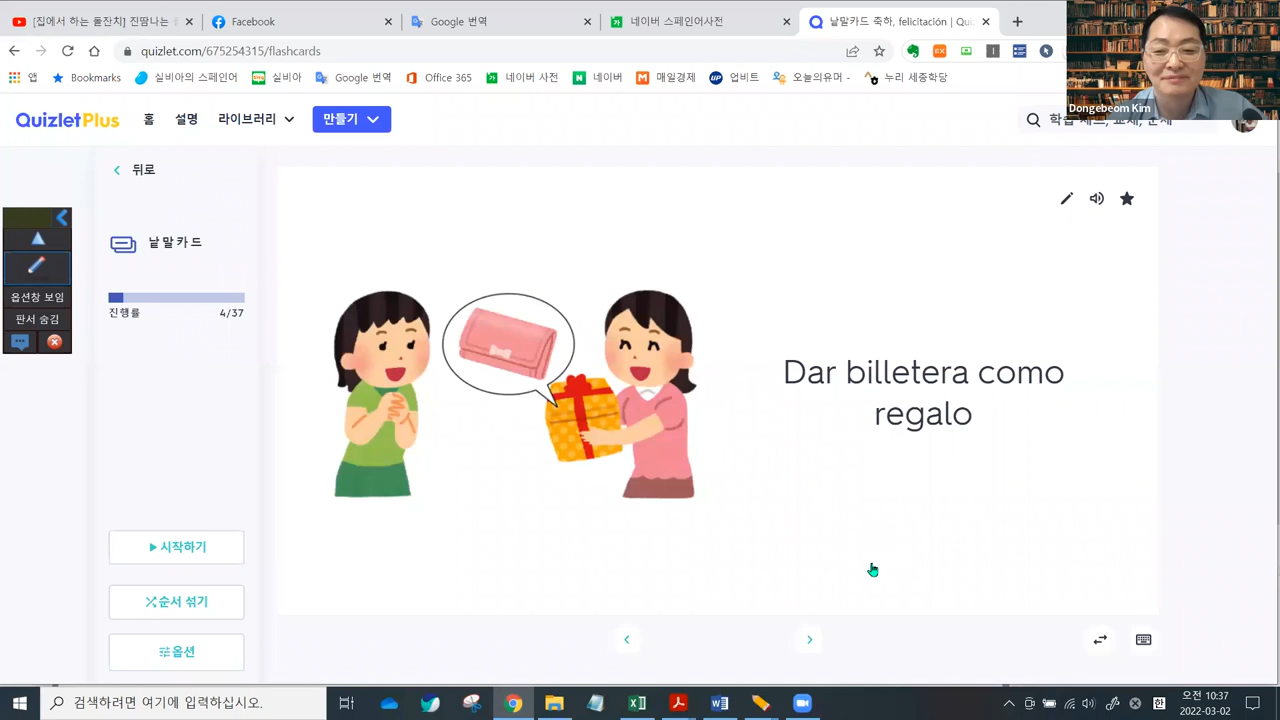 [집에서 하는 돌잔치] 진땀나는
Facebook
Google 번역
네이버 스페인어사전
낱말카드 축하, felicitación | Qui
quizlet.com/675254315/flashcards
앱
Bookmarks
실비아의 스페인어
실비아
Google 번역
Office 365
네이버 사전
네이버
매일경제
업비트
오늘의유머 -
누리 세종학당
Dongebeom Kim
QuizletPlus
홈
설명
라이브러리
만들기
학습 세트, 교재, 문제
뒤로
낱말카드
진행률
4/37
옵션창 보임
판서 숨김
Dar billetera como
regalo
시작하기
순서 섞기
옵션
검색하려면 여기에 입력하십시오.
한
오전 10:37
2022-03-02